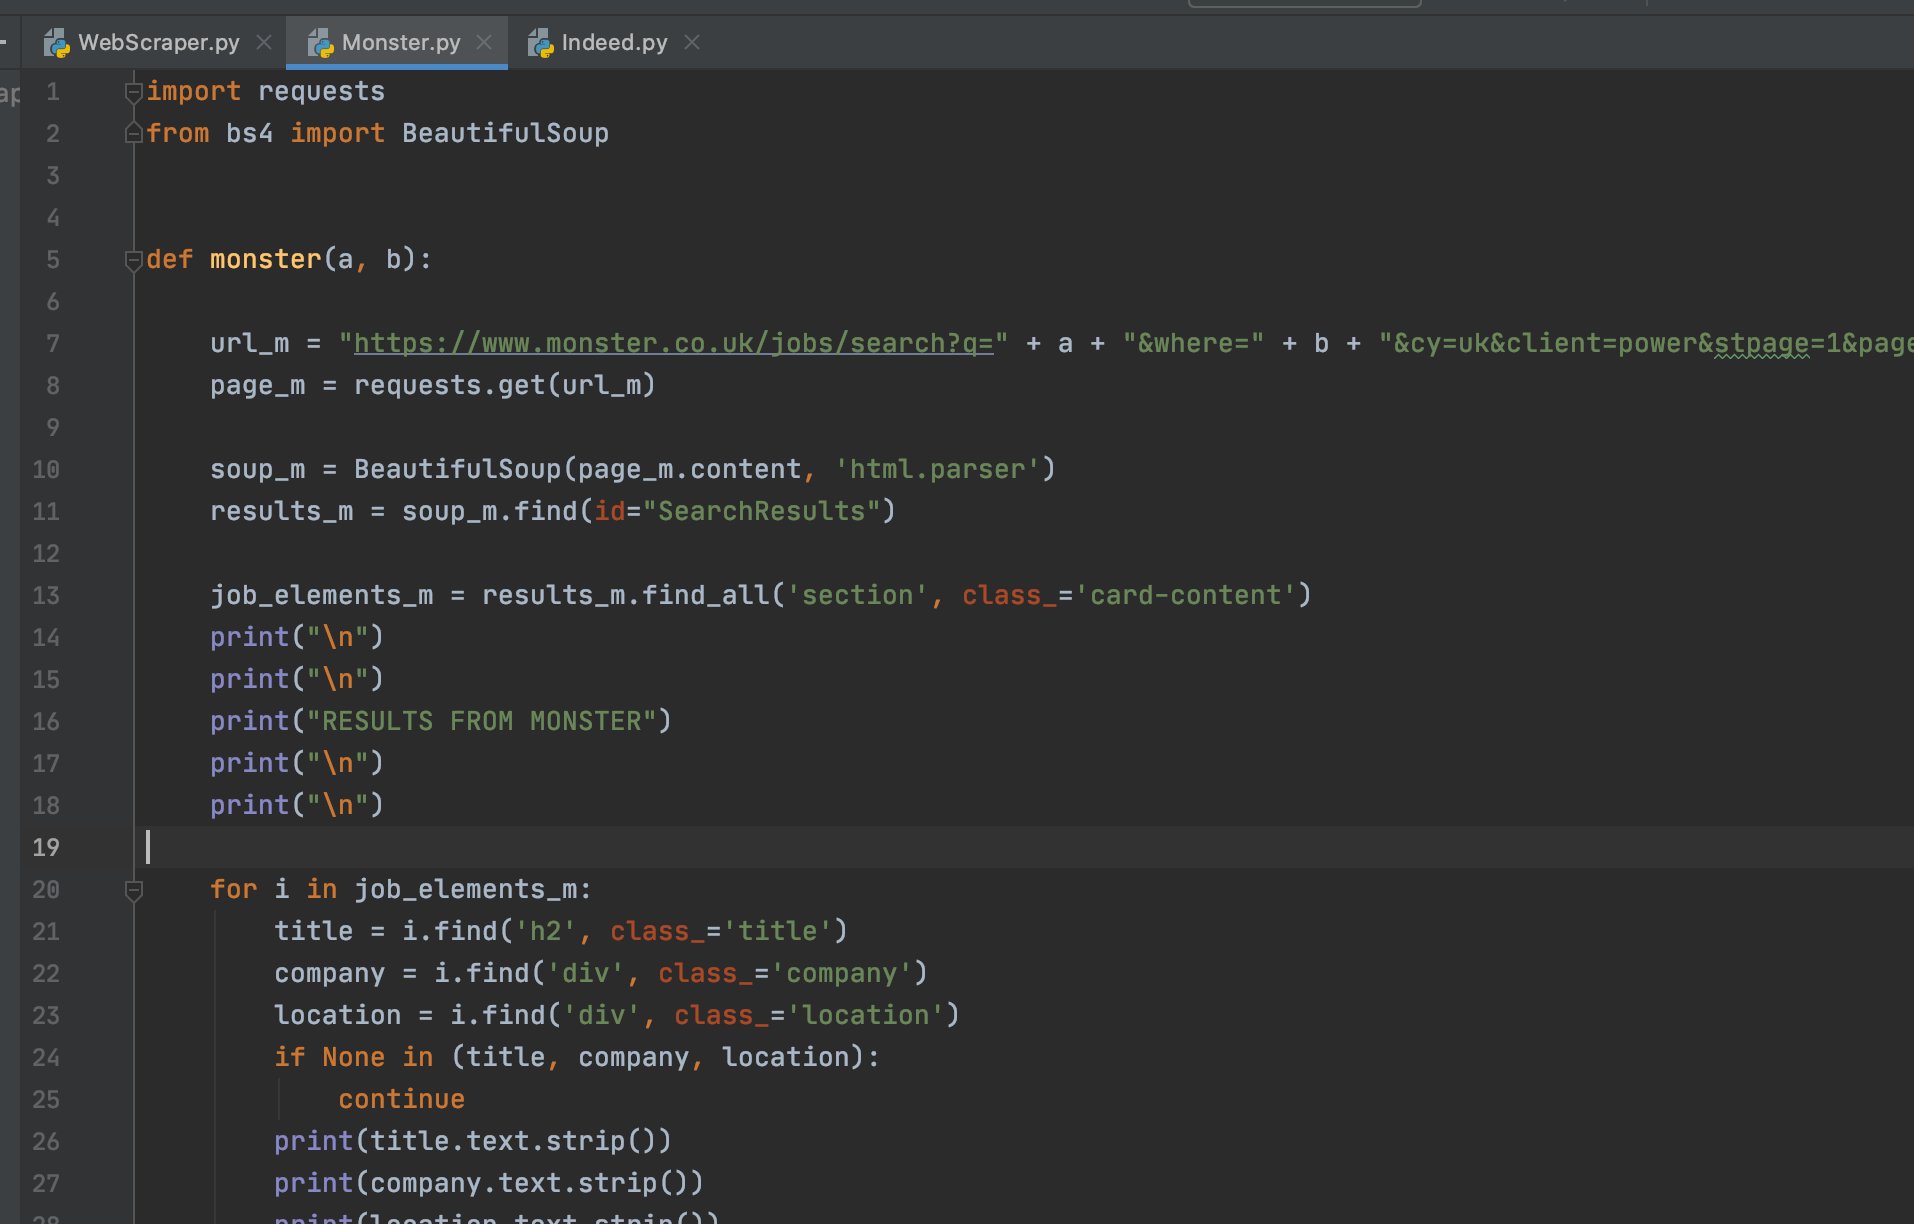 WebScraper.py Monster.py Indeed.py
ap
1 import requests
2 from bs4 import BeautifulSoup
3
4
5 def monster(a, b):
6
7 url_m = "https://www.monster.co.uk/jobs/search?q=" + a + "&where=" + b + "&cy=uk&client=power&stpage=1&page
8 page_m = requests.get(url_m)
9
10 soup_m = BeautifulSoup(page_m.content, 'html.parser')
11 results_m = soup_m.find(id="SearchResults")
12
13 job_elements_m = results_m.find_all('section', class_='card-content')
14 print("\n")
15 print("\n")
16 print("RESULTS FROM MONSTER")
17 print("\n")
18 print("\n")
19
20 for i in job_elements_m:
21 title = i.find('h2', class_='title')
22 company = i.find('div', class_='company')
23 location = i.find('div', class_='location')
24 if None in (title, company, location):
25 continue
26 print(title.text.strip())
27 print(company.text.strip())
28 print(location.text.strip())